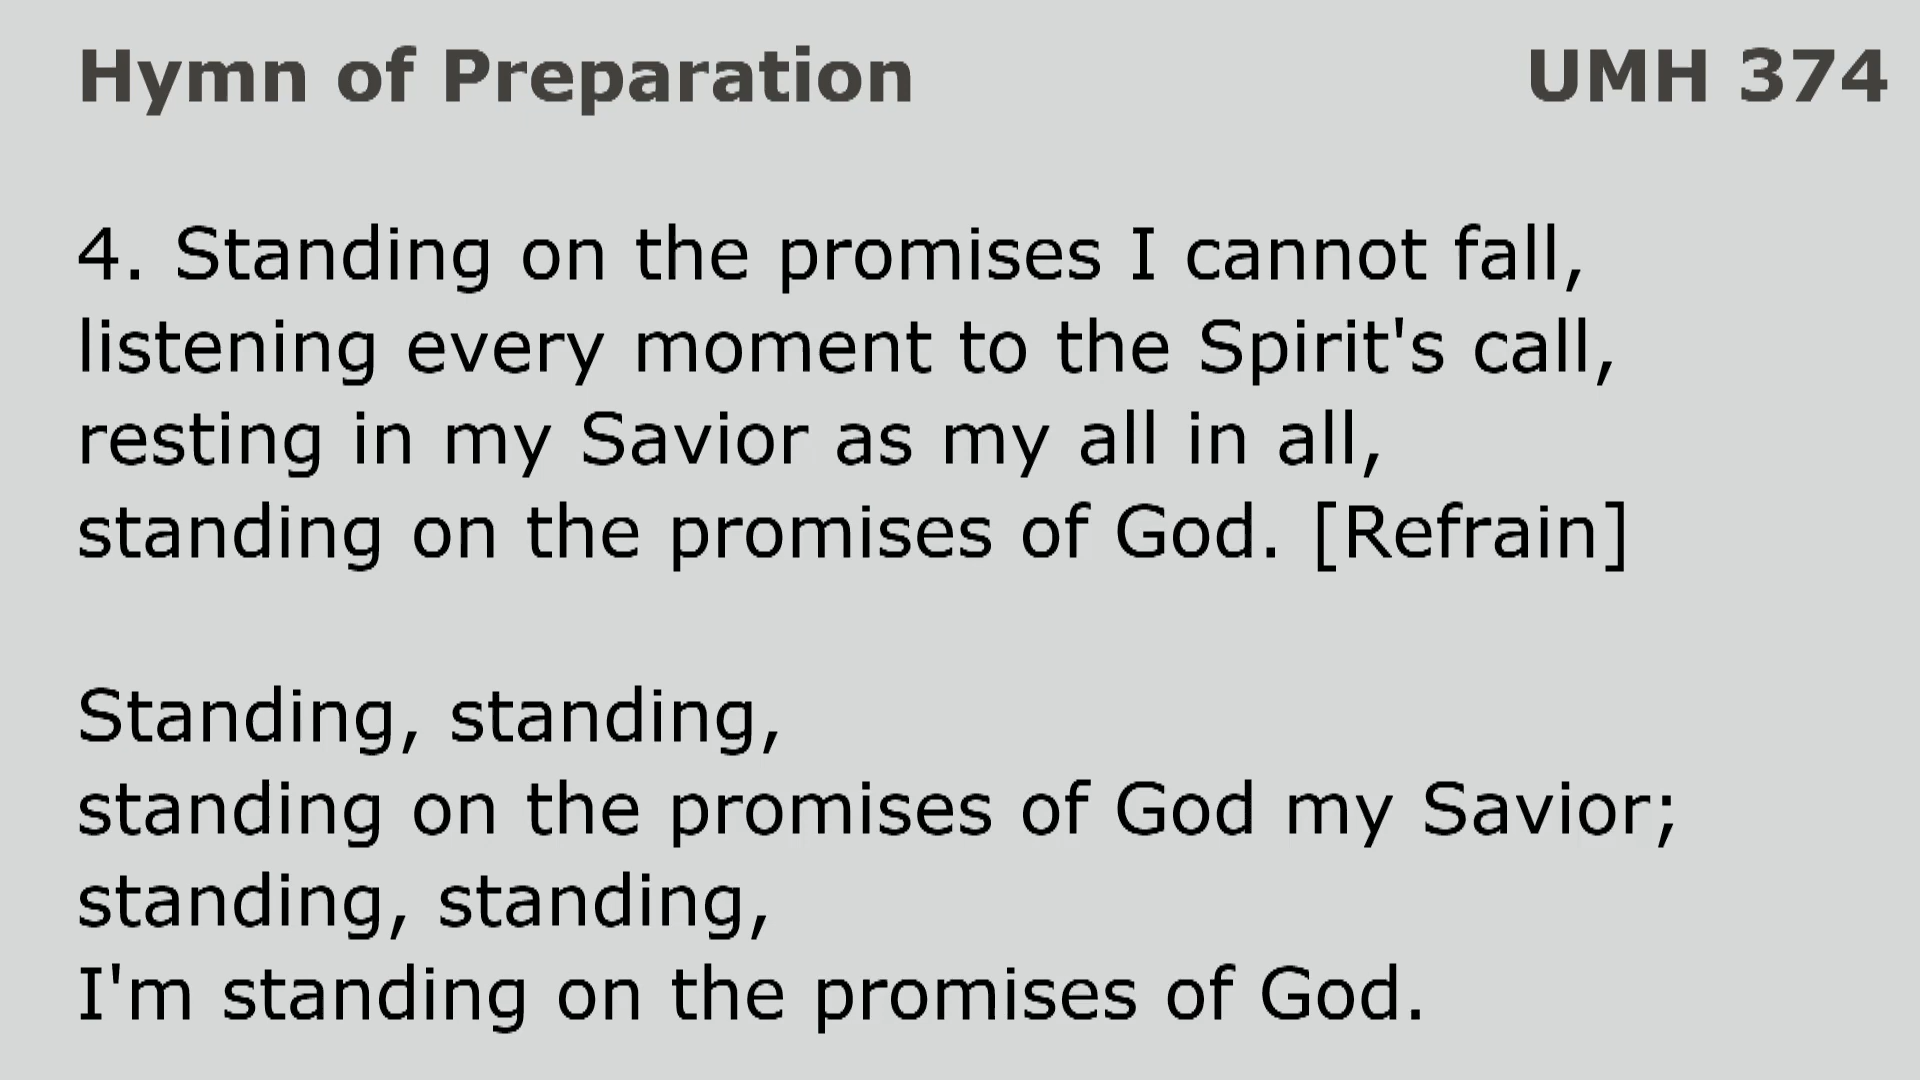 Hymn of Preparation UMH 374
4. Standing on the promises I cannot fall,
listening every moment to the Spirit's call,
resting in my Savior as my all in all,
standing on the promises of God. [Refrain]
Standing, standing,
standing on the promises of God my Savior;
standing, standing,
I'm standing on the promises of God.